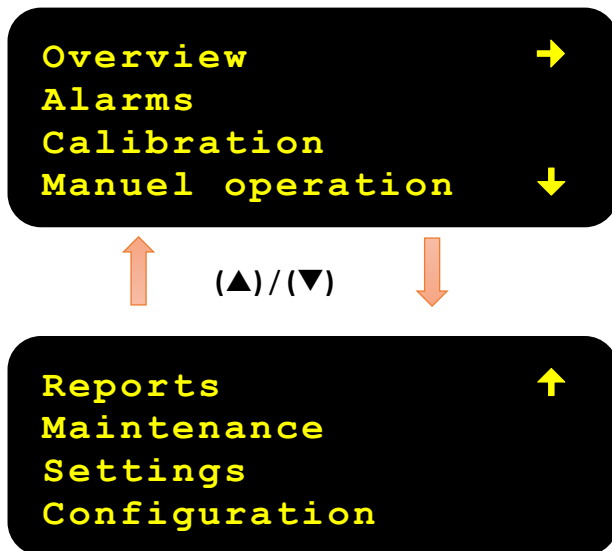 Overview →
Alarms
Calibration
Manuel operation ↓
(▲)/(▼)
Reports ↑
Maintenance
Settings
Configuration